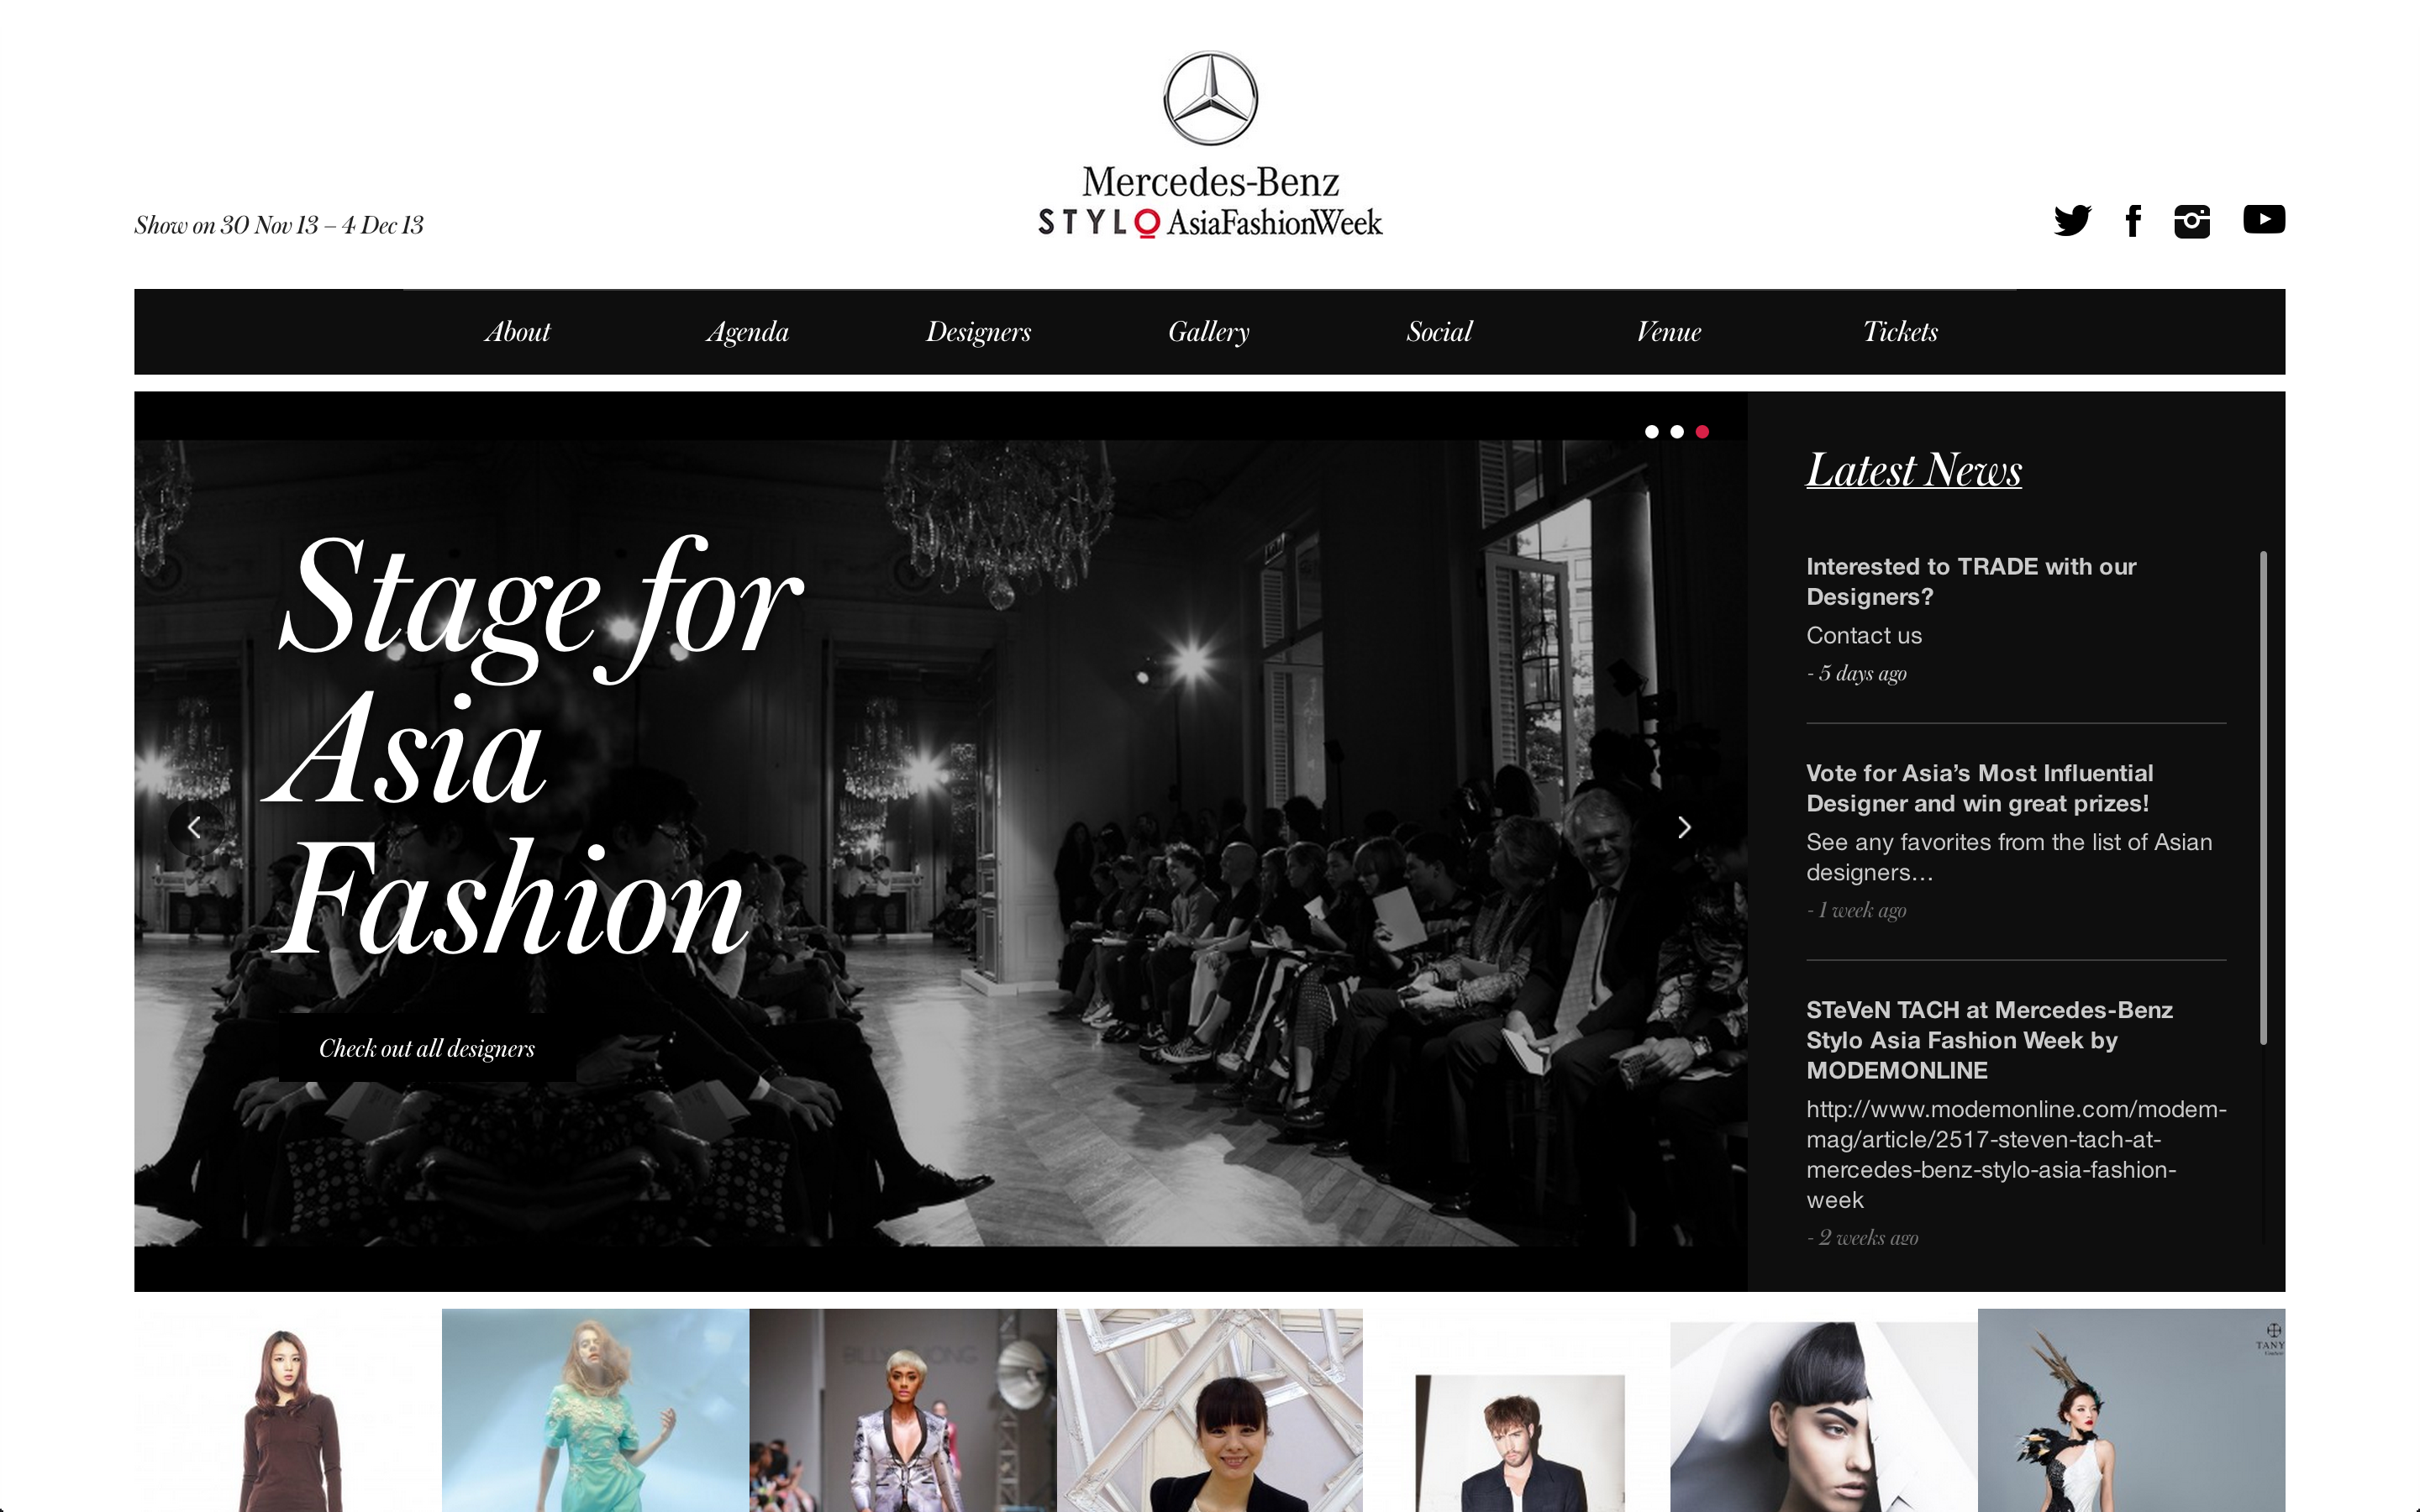 Mercedes-Benz
STYLO AsiaFashionWeek
Show on 30 Nov 13 – 4 Dec 13
About
Agenda
Designers
Gallery
Social
Venue
Tickets
Stage for
Asia
Fashion
Check out all designers
Latest News
Interested to TRADE with our
Designers?
Contact us
- 5 days ago
Vote for Asia’s Most Influential
Designer and win great prizes!
See any favorites from the list of Asian
designers…
- 1 week ago
STeVeN TACH at Mercedes-Benz
Stylo Asia Fashion Week by
MODEMONLINE
http://www.modemonline.com/modem-
mag/article/2517-steven-tach-at-
mercedes-benz-stylo-asia-fashion-
week
- 2 weeks ago
TANY